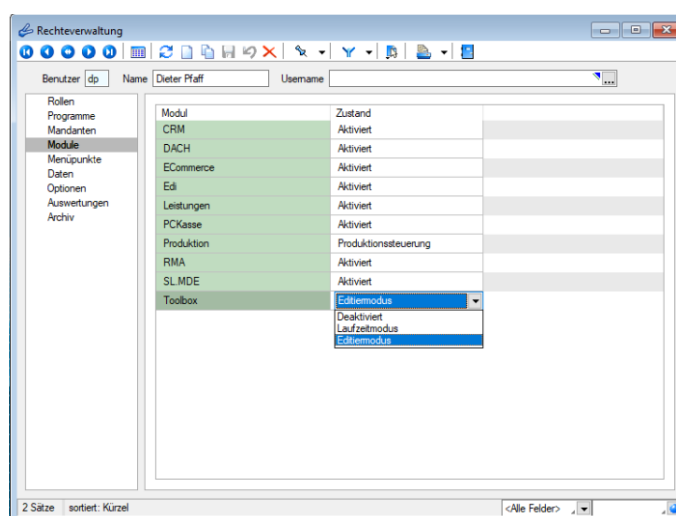 Rechteverwaltung
Benutzer dp Name Dieter Pfaff Username ...
Rollen
Programme
Mandanten
Module
Menüpunkte
Daten
Optionen
Auswertungen
Archiv
Modul Zustand
CRM Aktiviert
DACH Aktiviert
ECommerce Aktiviert
Edi Aktiviert
Leistungen Aktiviert
PCKasse Aktiviert
Produktion Produktionssteuerung
RMA Aktiviert
SL.MDE Aktiviert
Toolbox Editiermodus
Deaktiviert
Laufzeitmodus
Editiermodus
2 Sätze sortiert: Kürzel <Alle Felder>